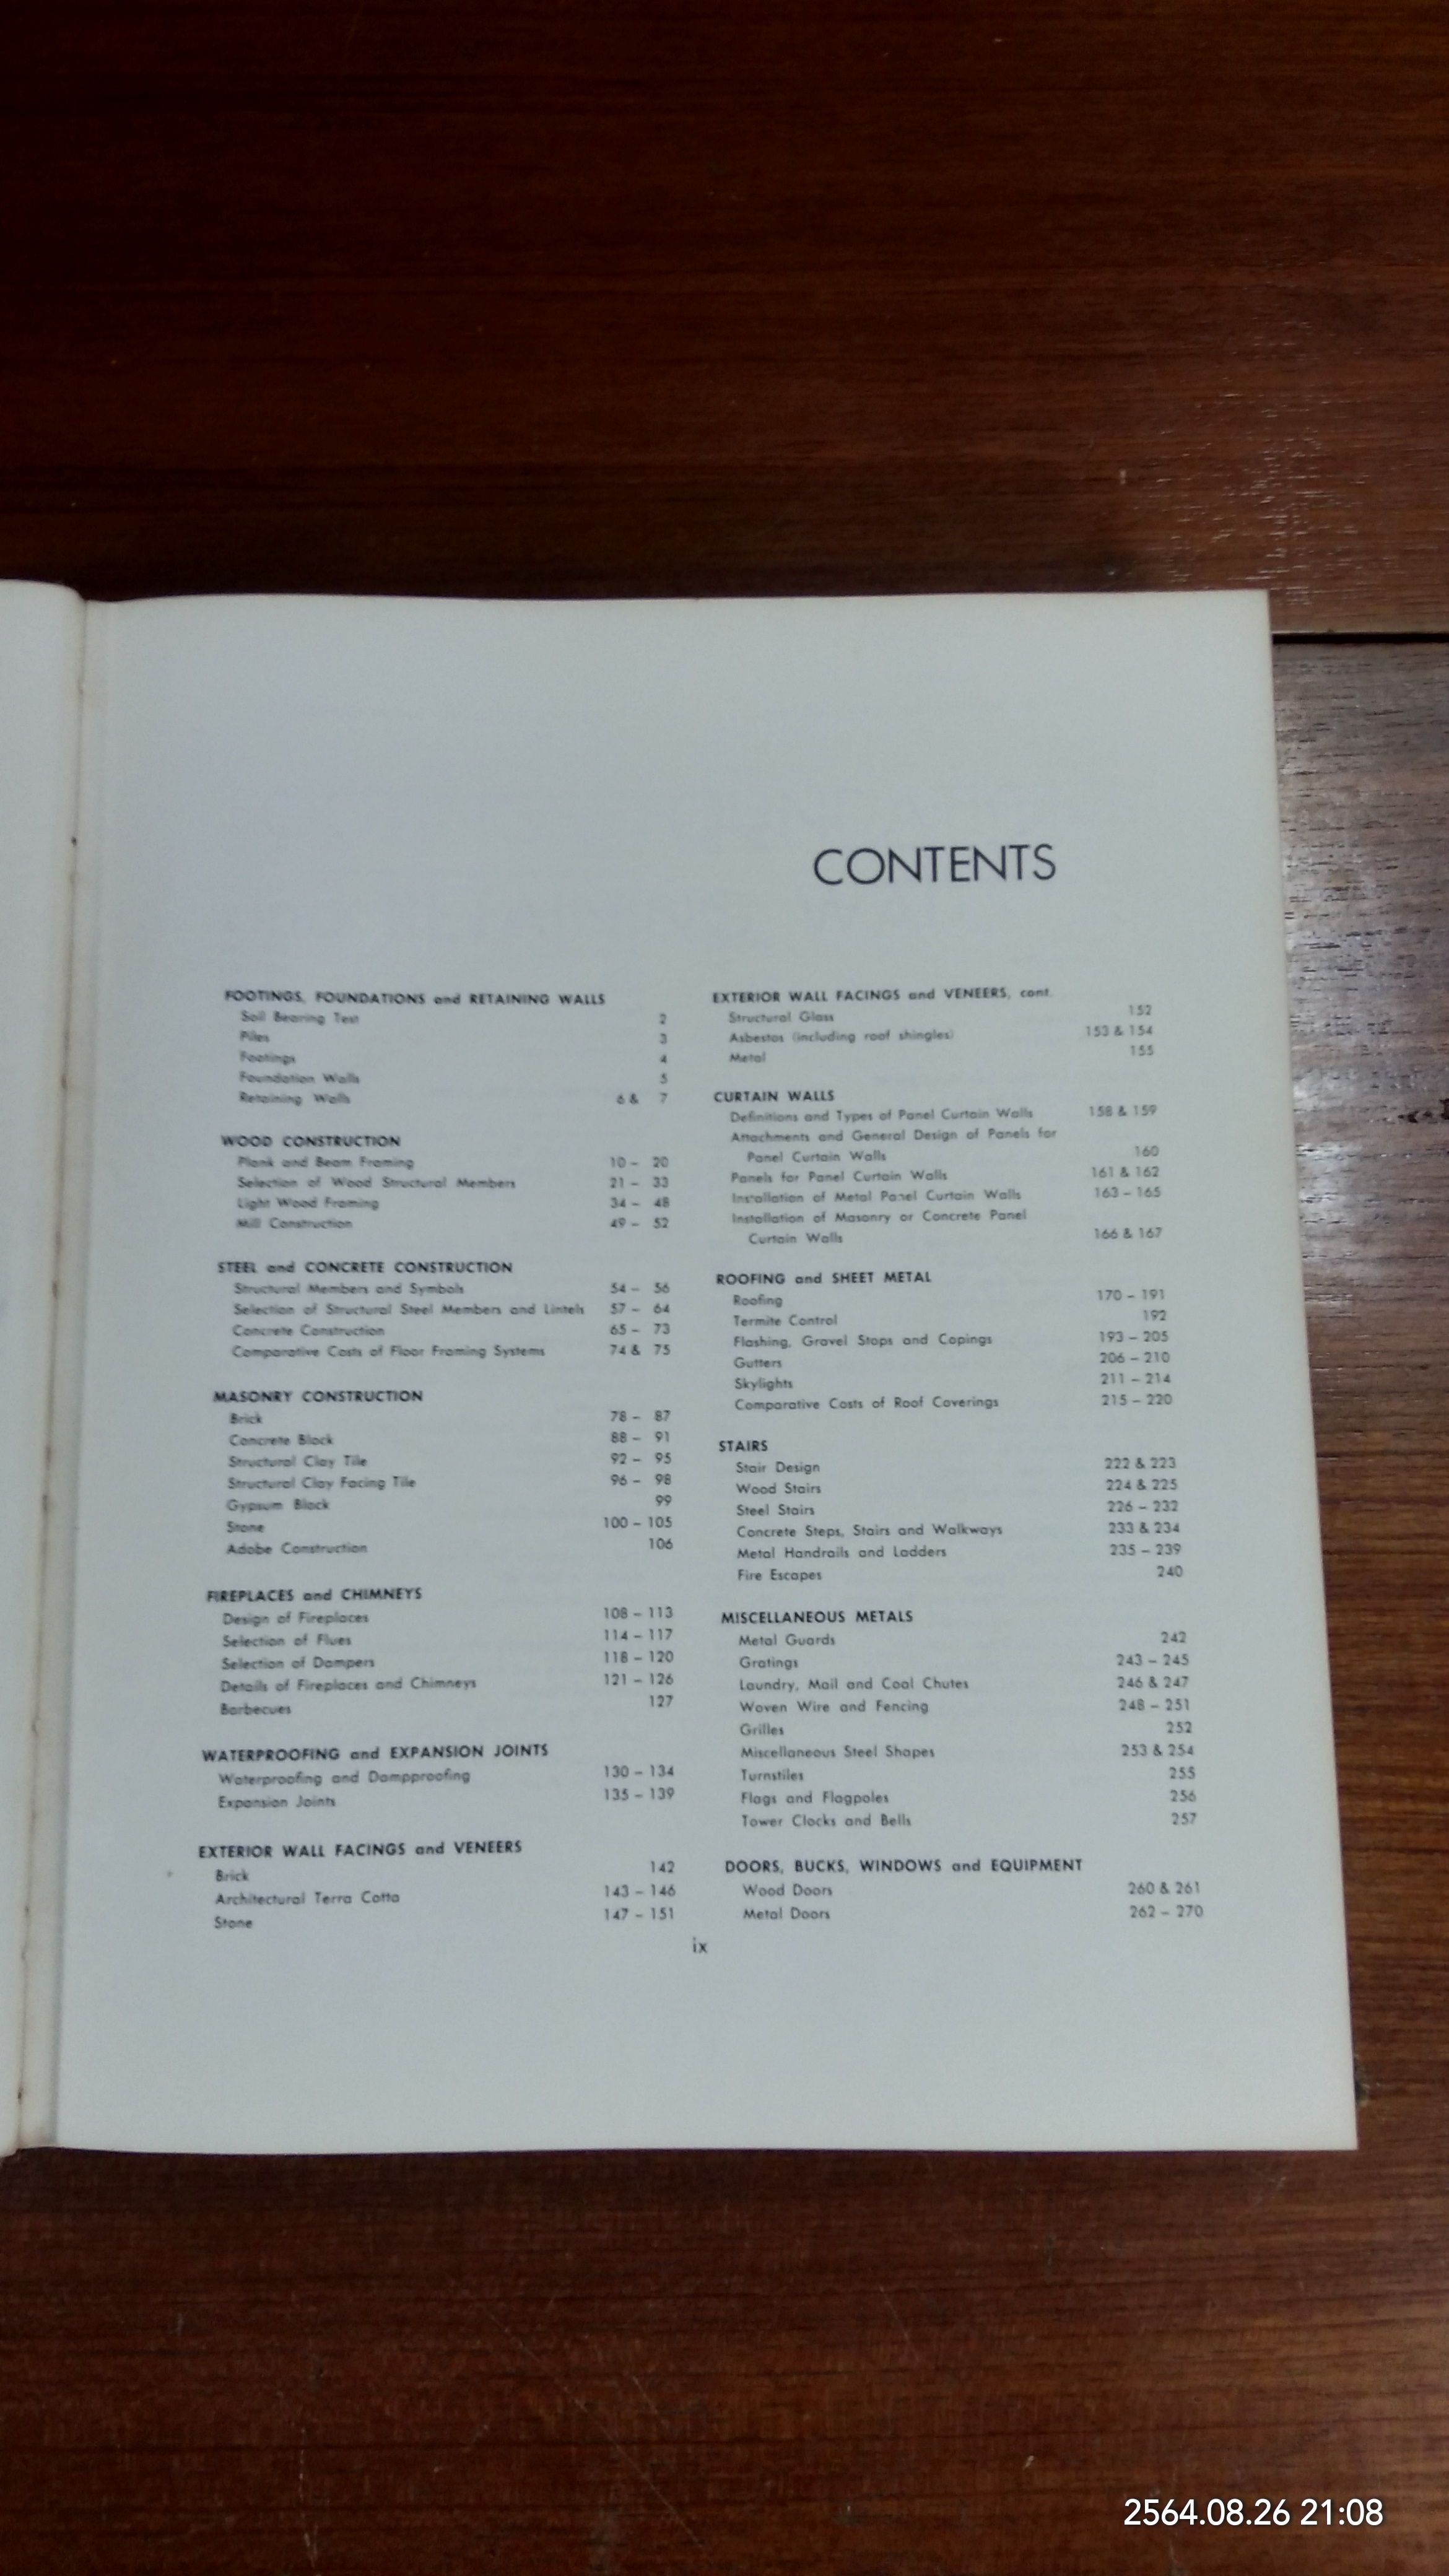 CONTENTS
FOOTINGS, FOUNDATIONS and RETAINING WALLS
Soil Bearing Test 2
Piles 3
Footings 4
Foundation Walls 5
Retaining Walls 6 & 7
WOOD CONSTRUCTION
Plank and Beam Framing 10 – 20
Selection of Wood Structural Members 21 – 33
Light Wood Framing 34 – 48
Mill Construction 49 – 52
STEEL and CONCRETE CONSTRUCTION
Structural Members and Symbols 54 – 56
Selection of Structural Steel Members and Lintels 57 – 64
Concrete Construction 65 – 73
Comparative Costs of Floor Framing Systems 74 & 75
MASONRY CONSTRUCTION
Brick 78 – 87
Concrete Block 88 – 91
Structural Clay Tile 92 – 95
Structural Clay Facing Tile 96 – 98
Gypsum Block 99
Stone 100 – 105
Adobe Construction 106
FIREPLACES and CHIMNEYS
Design of Fireplaces 108 – 113
Selection of Flues 114 – 117
Selection of Dampers 118 – 120
Details of Fireplaces and Chimneys 121 – 126
Barbecues 127
WATERPROOFING and EXPANSION JOINTS
Waterproofing and Dampproofing 130 – 134
Expansion Joints 135 – 139
EXTERIOR WALL FACINGS and VENEERS
Brick 142
Architectural Terra Cotta 143 – 146
Stone 147 – 151
EXTERIOR WALL FACINGS and VENEERS, cont.
Structural Glass 152
Asbestos (including roof shingles) 153 & 154
Metal 155
CURTAIN WALLS
Definitions and Types of Panel Curtain Walls 158 & 159
Attachments and General Design of Panels for
Panel Curtain Walls 160
Panels for Panel Curtain Walls 161 & 162
Installation of Metal Panel Curtain Walls 163 – 165
Installation of Masonry or Concrete Panel
Curtain Walls 166 & 167
ROOFING and SHEET METAL
Roofing 170 – 191
Termite Control 192
Flashing, Gravel Stops and Copings 193 – 205
Gutters 206 – 210
Skylights 211 – 214
Comparative Costs of Roof Coverings 215 – 220
STAIRS
Stair Design 222 & 223
Wood Stairs 224 & 225
Steel Stairs 226 – 232
Concrete Steps, Stairs and Walkways 233 & 234
Metal Handrails and Ladders 235 – 239
Fire Escapes 240
MISCELLANEOUS METALS
Metal Guards 242
Gratings 243 – 245
Laundry, Mail and Coal Chutes 246 & 247
Woven Wire and Fencing 248 – 251
Grilles 252
Miscellaneous Steel Shapes 253 & 254
Turnstiles 255
Flags and Flagpoles 256
Tower Clocks and Bells 257
DOORS, BUCKS, WINDOWS and EQUIPMENT
Wood Doors 260 & 261
Metal Doors 262 – 270
ix
2564.08.26 21:08